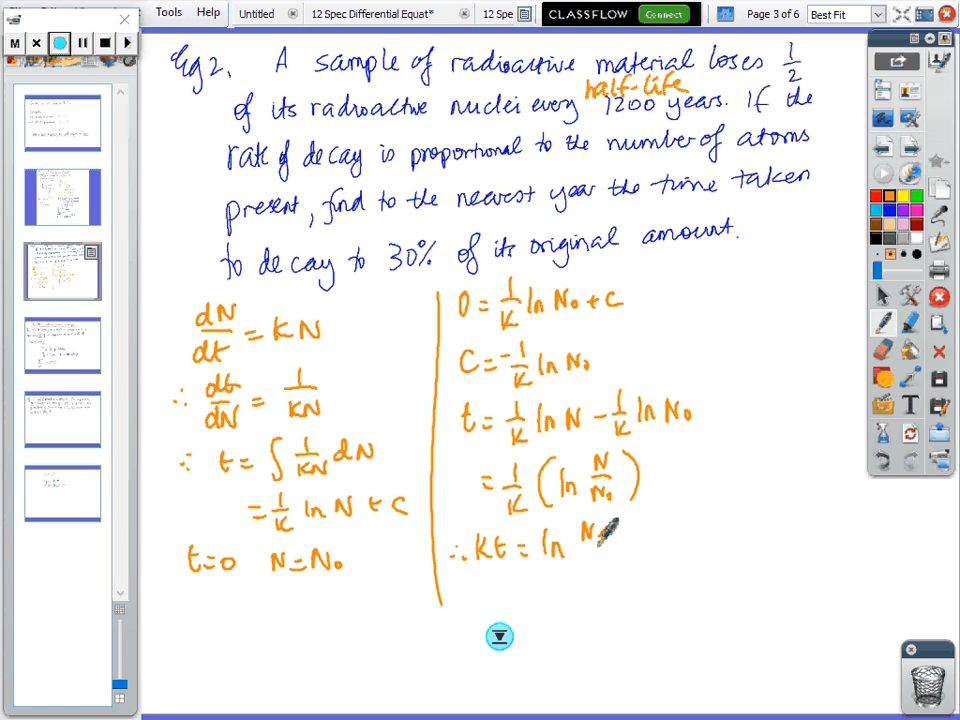 Tools Help Untitled 12 Spec Differential Equat* 12 Spe CLASSFLOW Connect Page 3 of 6 Best Fit
M
Eg 2. A sample of radioactive material loses 1/2
half-life
of its radioactive nuclei every 1200 years. If the
rate of decay is proportional to the number of atoms
present, find to the nearest year the time taken
to decay to 30% of its original amount.
dN/dt = KN
∴ dt/dN = 1/KN
∴ t = ∫ 1/KN dN
= 1/K ln N + C
t=0 N=N₀
0 = 1/K ln N₀ + C
C = -1/K ln N₀
t = 1/K ln N - 1/K ln N₀
= 1/K (ln N/N₀)
∴ Kt = ln N
T